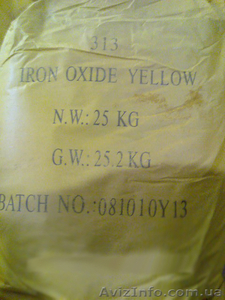 313
IRON OXIDE YELLOW
N.W.: 25 KG
G.W.: 25.2 KG
BATCH NO.: 081010Y13
© AvizInfo.com.ua